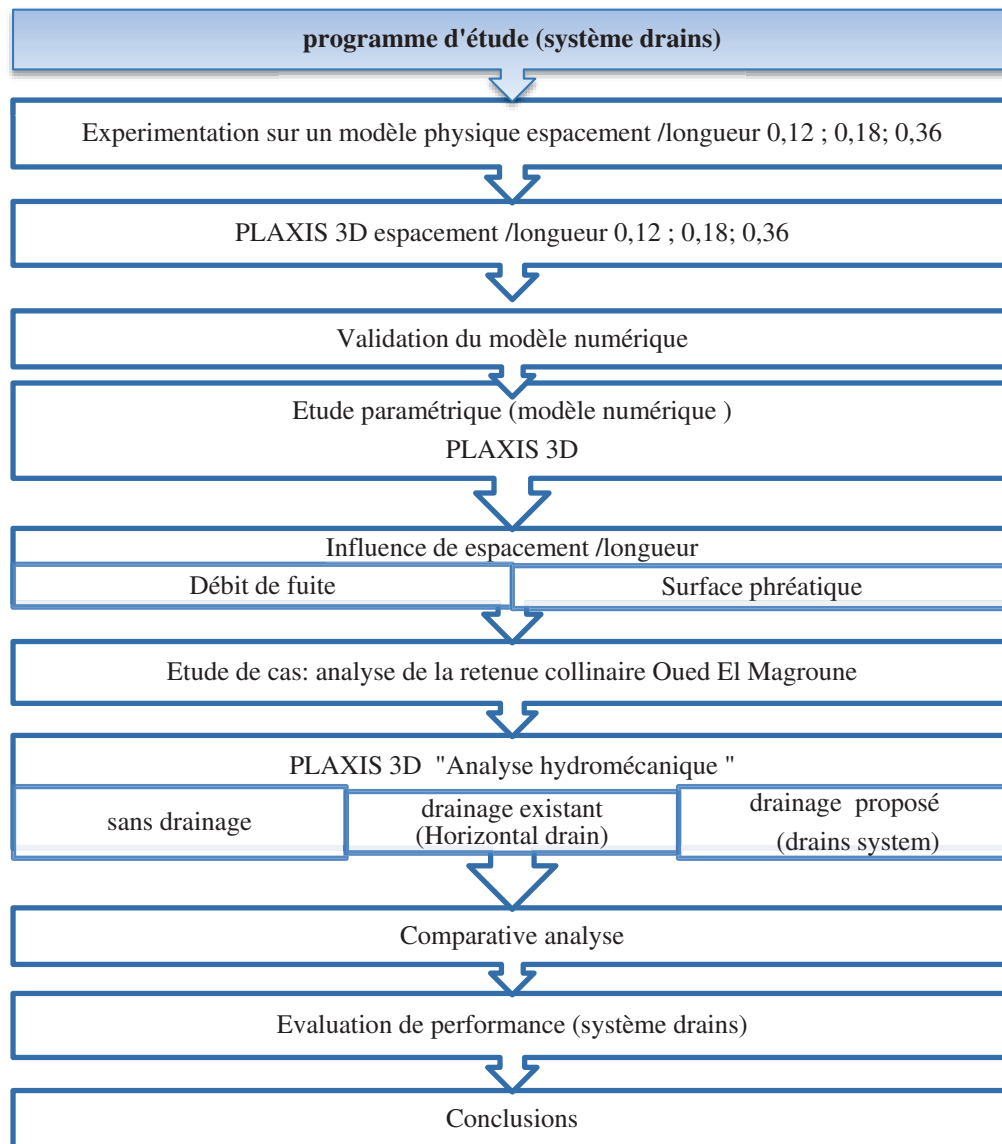 programme d'étude (système drains)
Experimentation sur un modèle physique espacement /longueur 0,12 ; 0,18; 0,36
PLAXIS 3D espacement /longueur 0,12 ; 0,18; 0,36
Validation du modèle numérique
Etude paramétrique (modèle numérique )
PLAXIS 3D
Influence de espacement /longueur
Débit de fuite
Surface phréatique
Etude de cas: analyse de la retenue collinaire Oued El Magroune
PLAXIS 3D "Analyse hydromécanique "
sans drainage
drainage existant
(Horizontal drain)
drainage proposé
(drains system)
Comparative analyse
Evaluation de performance (système drains)
Conclusions